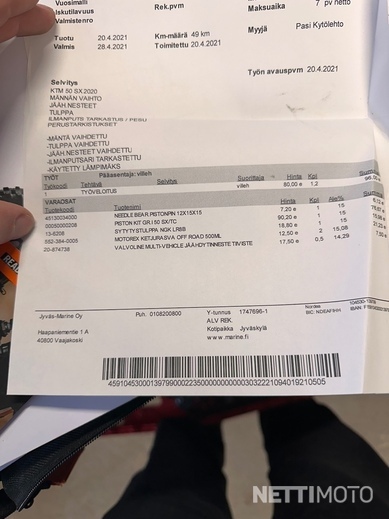 Vuosimalli
Iskutilavuus
Valmistenro
Rek.pvm
Maksuaika 7 pv netto
Myyjä Pasi Kytölehto
Tuotu 20.4.2021 Km-määrä 49 km
Valmis 28.4.2021 Toimitettu 20.4.2021
Työn avauspvm 20.4.2021
Selvitys
KTM 50 SX 2020
MÄNNÄN VAIHTO
JÄÄH NESTEET
TULPPA
ILMANPUTS TARKASTUS / PESU
PERUSTARKISTUKSET
-MÄNTÄ VAIHDETTU
-TULPPA VAIHDETTU
-JÄÄH NESTEET VAIHDETTU
-ILMANPUTSARI TARKASTETTU
-KÄYTETTY LÄMPIMÄKS
TYÖT Pääasentaja: villeh
Työkoodi Tehtävä Selvitys Suorittaja Hinta Kpl
1 TYÖVELOITUS villeh 80,00 e 1,2
VARAOSAT
Tuotekoodi Tuotenimi Hinta Kpl Ale%
45130034000 NEEDLE BEAR.PISTONPIN 12X15X15 7,20 e 1 15
00050000208 PISTON KIT GR.I 50 SX/TC 90,20 e 1 15
13-6208 SYTYTYSTULPPA NGK LR8B 18,80 e 1 15
552-384-0005 MOTOREX KETJURASVA OFF ROAD 500ML 12,50 e 2 15,08
20-874738 VALVOLINE MULTI-VEHICLE JÄÄHDYTINNESTE TIIVISTE 17,50 e 0,5 14,29
Jyväs-Marine Oy Puh. 0108200800 Y-tunnus 1747696-1 Nordea
ALV REK. BIC: NDEAFIHH
Haapaniementie 1 A Kotipaikka Jyväskylä
40800 Vaajakoski www.marine.fi
459104530001397990002235000000000003032221094019210505
NETTIMOTO